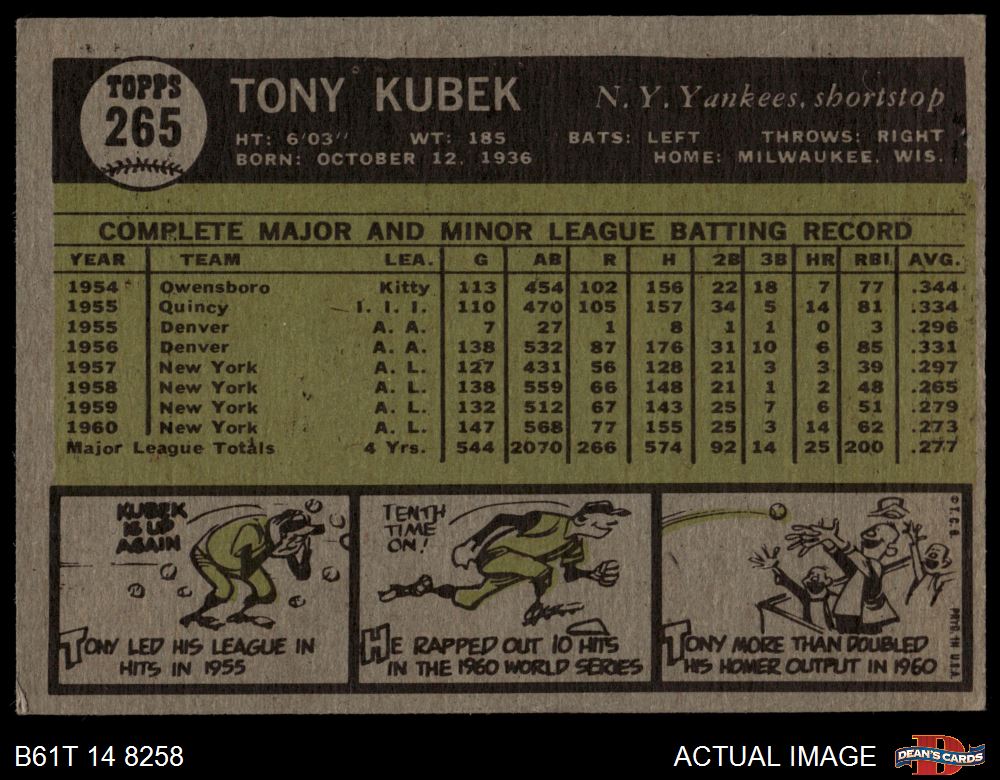 TOPPS
265
TONY KUBEK
N.Y. Yankees, shortstop
HT: 6'03" WT: 185 BATS: LEFT THROWS: RIGHT
BORN: OCTOBER 12, 1936 HOME: MILWAUKEE, WIS.
COMPLETE MAJOR AND MINOR LEAGUE BATTING RECORD
YEAR TEAM LEA. G AB R H 2B 3B HR RBI. AVG.
1954 Owensboro Kitty 113 454 102 156 22 18 7 77 .344
1955 Quincy I. I. I. 110 470 105 157 34 5 14 81 .334
1955 Denver A. A. 7 27 1 8 1 1 0 3 .296
1956 Denver A. A. 138 532 87 176 31 10 6 85 .331
1957 New York A. L. 127 431 56 128 21 3 3 39 .297
1958 New York A. L. 138 559 66 148 21 1 2 48 .265
1959 New York A. L. 132 512 67 143 25 7 6 51 .279
1960 New York A. L. 147 568 77 155 25 3 14 62 .273
Major League Totals 4 Yrs. 544 2070 266 574 92 14 25 200 .277
KUBEK
IS UP
AGAIN
TONY LED HIS LEAGUE IN
HITS IN 1955
TENTH
TIME
ON!
HE RAPPED OUT 10 HITS
IN THE 1960 WORLD SERIES
TONY MORE THAN DOUBLED
HIS HOMER OUTPUT IN 1960
© T.C.G. PRTD. IN U.S.A.
B61T 14 8258
ACTUAL IMAGE
DEAN'S CARDS